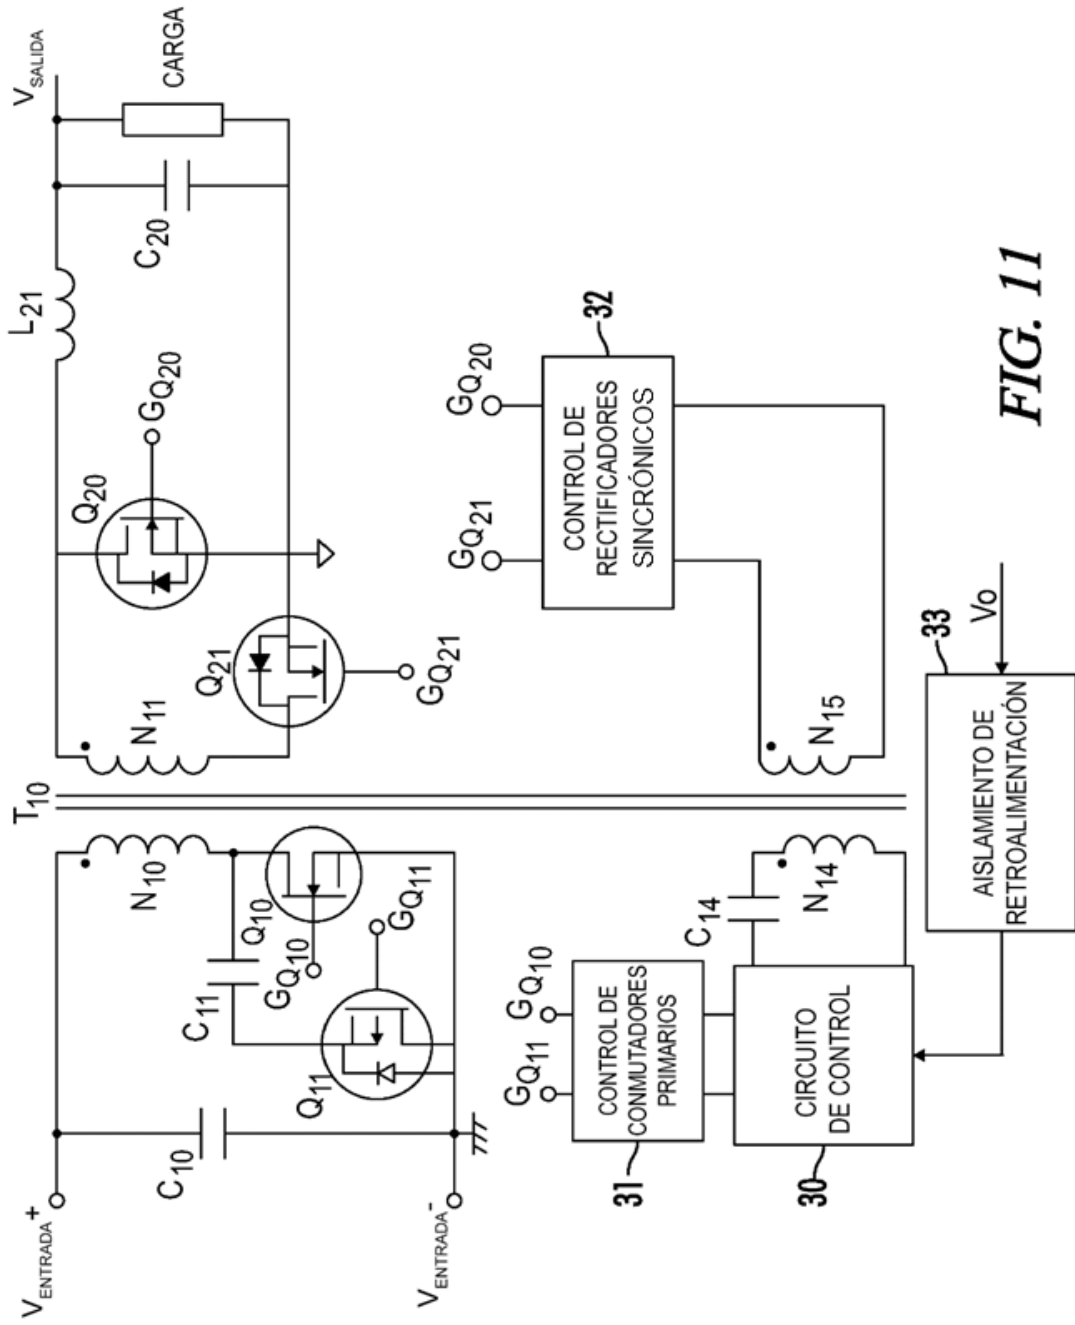 T10
VENTRADA+
C10
C11
N10
Q10
GQ10
Q11
GQ11
VENTRADA-
N11
Q21
GQ21
Q20
GQ20
L21
C20
VSALIDA
CARGA
GQ11
GQ10
CONTROL DE
CONMUTADORES
PRIMARIOS
31
CIRCUITO
DE CONTROL
30
C14
N14
N15
GQ21
GQ20
CONTROL DE
RECTIFICADORES
SINCRÓNICOS
32
AISLAMIENTO DE
RETROALIMENTACIÓN
33
Vo
FIG. 11